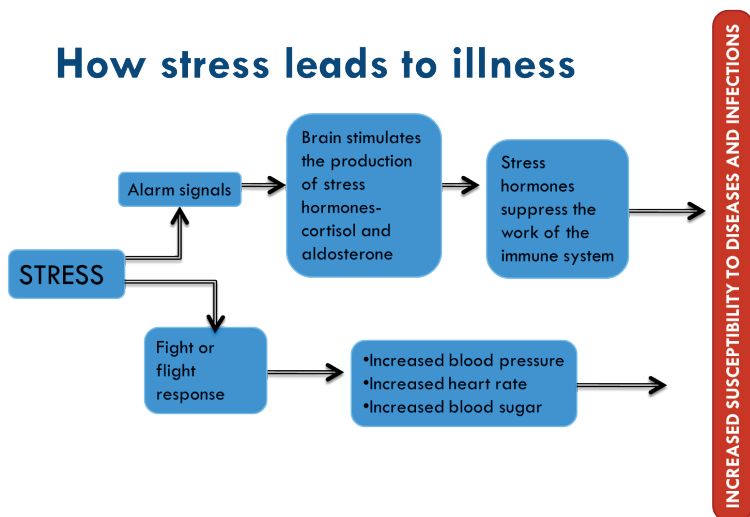 How stress leads to illness
Brain stimulates
the production
of stress
hormones-
cortisol and
aldosterone
Stress
hormones
suppress the
work of the
immune system
Alarm signals
STRESS
Fight or
flight
response
•Increased blood pressure
•Increased heart rate
•Increased blood sugar
INCREASED SUSCEPTIBILITY TO DISEASES AND INFECTIONS